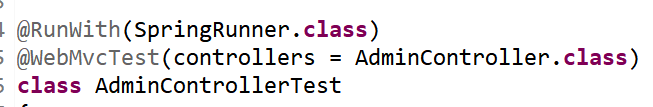 @RunWith(SpringRunner.class)
@WebMvcTest(controllers = AdminController.class)
class AdminControllerTest